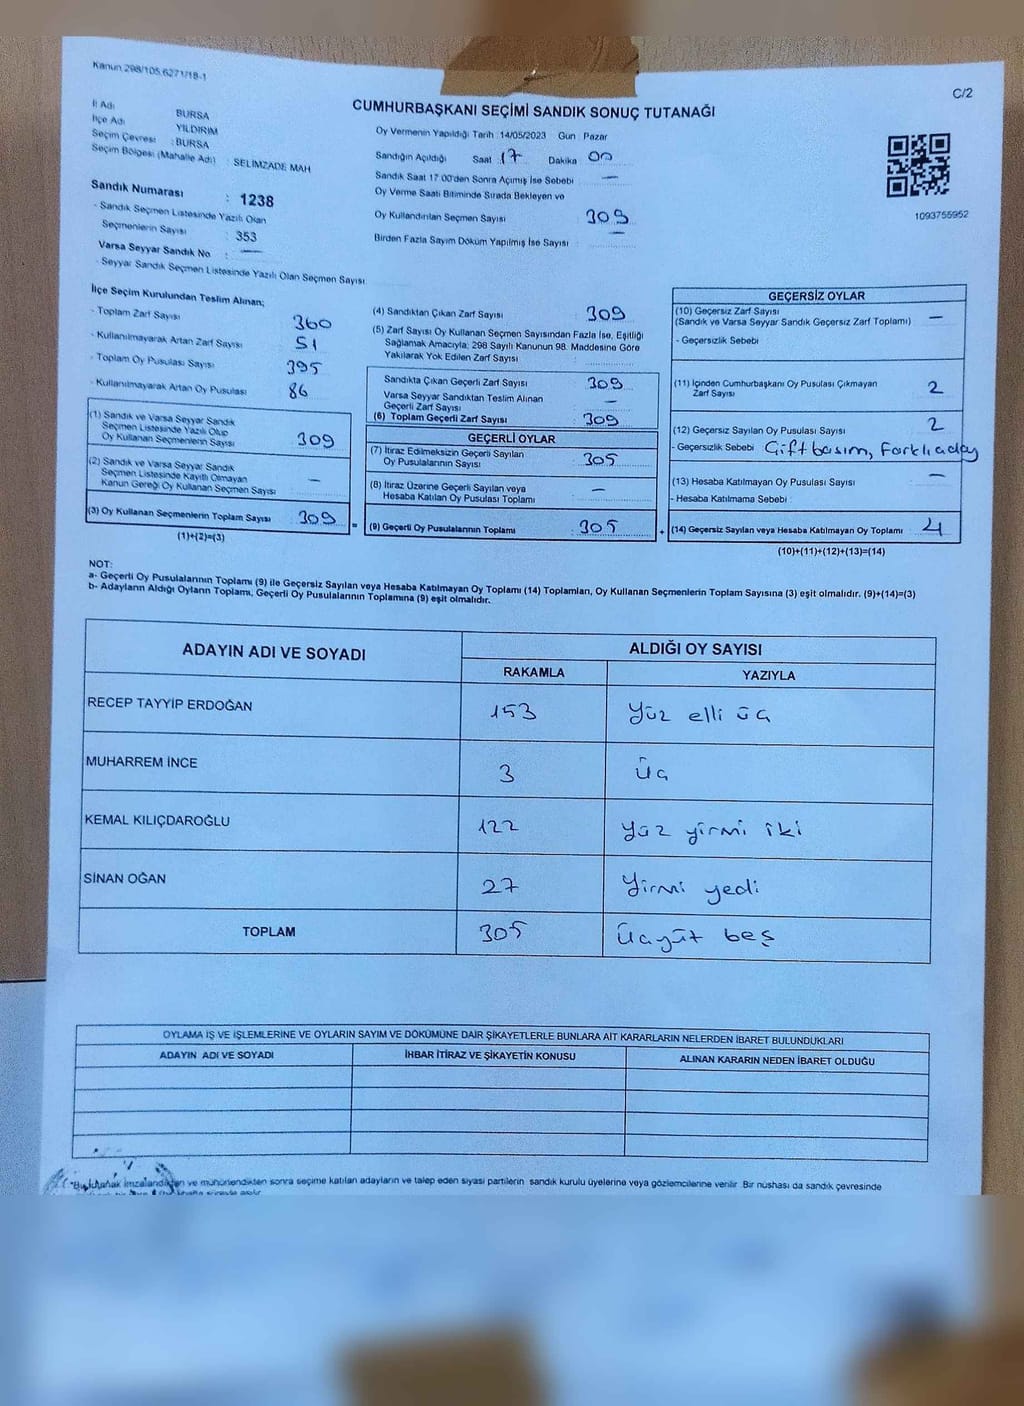 Kanun 298/105,6271/18-1
C/2
CUMHURBAŞKANI SEÇİMİ SANDIK SONUÇ TUTANAĞI
İl Adı BURSA
İlçe Adı YILDIRIM
Seçim Çevresi : BURSA
Seçim Bölgesi (Mahalle Adı) : SELİMZADE MAH
Sandık Numarası : 1238
- Sandık Seçmen Listesinde Yazılı Olan
Seçmenlerin Sayısı : 353
Varsa Seyyar Sandık No : —
- Seyyar Sandık Seçmen Listesinde Yazılı Olan Seçmen Sayısı
Oy Vermenin Yapıldığı Tarih : 14/05/2023 Gün Pazar
Sandığın Açıldığı Saat 17 Dakika 00
Sandık Saat 17.00'den Sonra Açımış İse Sebebi —
Oy Verme Saati Bitiminde Sırada Bekleyen ve
Oy Kullandırılan Seçmen Sayısı : 309
Birden Fazla Sayım Döküm Yapılmış İse Sayısı : —
1093755952
İlçe Seçim Kurulundan Teslim Alınan;
- Toplam Zarf Sayısı 360
- Kullanılmayarak Artan Zarf Sayısı 51
- Toplam Oy Pusulası Sayısı 395
- Kullanılmayarak Artan Oy Pusulası 86
(1) Sandık ve Varsa Seyyar Sandık
Seçmen Listesinde Yazılı Olup
Oy Kullanan Seçmenlerin Sayısı 309
(2) Sandık ve Varsa Seyyar Sandık
Seçmen Listesinde Kayıtlı Olmayan
Kanun Gereği Oy Kullanan Seçmen Sayısı —
(3) Oy Kullanan Seçmenlerin Toplam Sayısı 309
(1)+(2)=(3)
(4) Sandıktan Çıkan Zarf Sayısı : 309
(5) Zarf Sayısı Oy Kullanan Seçmen Sayısından Fazla İse, Eşitliği
Sağlamak Amacıyla; 298 Sayılı Kanunun 98. Maddesine Göre
Yakılarak Yok Edilen Zarf Sayısı
Sandıkta Çıkan Geçerli Zarf Sayısı 309
Varsa Seyyar Sandıktan Teslim Alınan
Geçerli Zarf Sayısı —
(6) Toplam Geçerli Zarf Sayısı : 309
GEÇERLİ OYLAR
(7) İtiraz Edilmeksizin Geçerli Sayılan
Oy Pusulalarının Sayısı : 305
(8) İtiraz Üzerine Geçerli Sayılan veya
Hesaba Katılan Oy Pusulası Toplamı —
= (9) Geçerli Oy Pusulalarının Toplamı : 305
GEÇERSİZ OYLAR
(10) Geçersiz Zarf Sayısı
(Sandık ve Varsa Seyyar Sandık Geçersiz Zarf Toplamı) —
- Geçersizlik Sebebi
(11) İçinden Cumhurbaşkanı Oy Pusulası Çıkmayan
Zarf Sayısı 2
(12) Geçersiz Sayılan Oy Pusulası Sayısı 2
- Geçersizlik Sebebi Çift basım, Farklı aday
(13) Hesaba Katılmayan Oy Pusulası Sayısı —
- Hesaba Katılmama Sebebi :
+ (14) Geçersiz Sayılan veya Hesaba Katılmayan Oy Toplamı 4
(10)+(11)+(12)+(13)=(14)
NOT:
a- Geçerli Oy Pusulalarının Toplamı (9) ile Geçersiz Sayılan veya Hesaba Katılmayan Oy Toplamı (14) Toplamları, Oy Kullanan Seçmenlerin Toplam Sayısına (3) eşit olmalıdır. (9)+(14)=(3)
b- Adayların Aldığı Oyların Toplamı, Geçerli Oy Pusulalarının Toplamına (9) eşit olmalıdır.
ADAYIN ADI VE SOYADI ALDIĞI OY SAYISI
RAKAMLA YAZIYLA
RECEP TAYYİP ERDOĞAN 153 Yüz elli üç
MUHARREM İNCE 3 üç
KEMAL KILIÇDAROĞLU 122 Yüz yirmi iki
SİNAN OĞAN 27 Yirmi yedi
TOPLAM 305 Üçyüt beş
OYLAMA İŞ VE İŞLEMLERİNE VE OYLARIN SAYIM VE DÖKÜMÜNE DAİR ŞİKAYETLERLE BUNLARA AİT KARARLARIN NELERDEN İBARET BULUNDUKLARI
ADAYIN ADI VE SOYADI İHBAR İTİRAZ VE ŞİKAYETİN KONUSU ALINAN KARARIN NEDEN İBARET OLDUĞU
"Bu tutanak imzalandıktan ve mühürlendikten sonra seçime katılan adayların ve talep eden siyasi partilerin sandık kurulu üyelerine veya gözlemcilerine verilir. Bir nüshası da sandık çevresinde